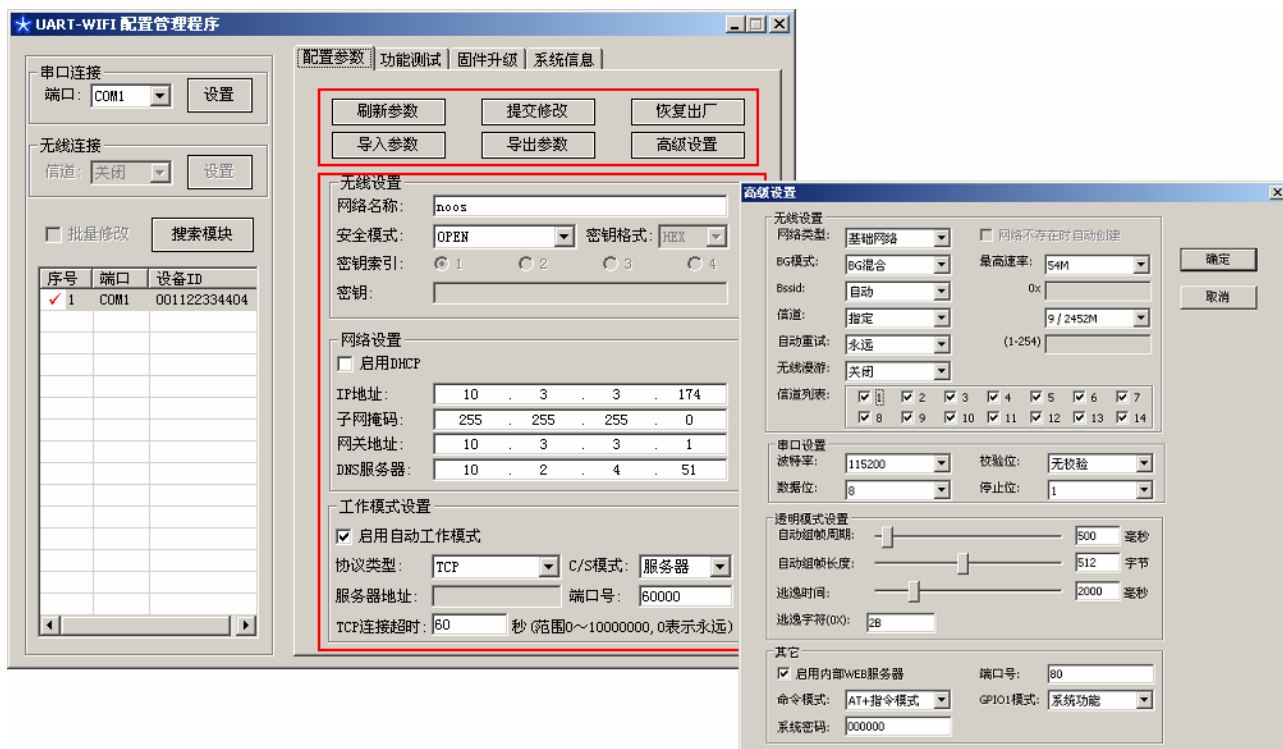 UART-WIFI 配置管理程序
串口连接
端口: COM1 设置
无线连接
信道: 关闭 设置
批量修改 搜索模块
序号 端口 设备ID
1 COM1 001122334404
配置参数 功能测试 固件升级 系统信息
刷新参数 提交修改 恢复出厂
导入参数 导出参数 高级设置
无线设置
网络名称: noos
安全模式: OPEN 密钥格式: HEX
密钥索引: 1 2 3 4
密钥:
网络设置
启用DHCP
IP地址: 10 . 3 . 3 . 174
子网掩码: 255 . 255 . 255 . 0
网关地址: 10 . 3 . 3 . 1
DNS服务器: 10 . 2 . 4 . 51
工作模式设置
启用自动工作模式
协议类型: TCP C/S模式: 服务器
服务器地址: 端口号: 60000
TCP连接超时: 60 秒(范围0~10000000,0表示永远)
高级设置
无线设置
网络类型: 基础网络 网络不存在时自动创建
BG模式: BG混合 最高速率: 54M
Bssid: 自动 0x
信道: 指定 9 / 2452M
自动重试: 永远 (1-254)
无线漫游: 关闭
信道列表: 1 2 3 4 5 6 7
8 9 10 11 12 13 14
串口设置
波特率: 115200 校验位: 无校验
数据位: 8 停止位: 1
透明模式设置
自动组帧周期: 500 毫秒
自动组帧长度: 512 字节
逃逸时间: 2000 毫秒
逃逸字符(0X): 2B
其它
启用内部WEB服务器 端口号: 80
命令模式: AT+指令模式 GPIO1模式: 系统功能
系统密码: 000000
确定
取消